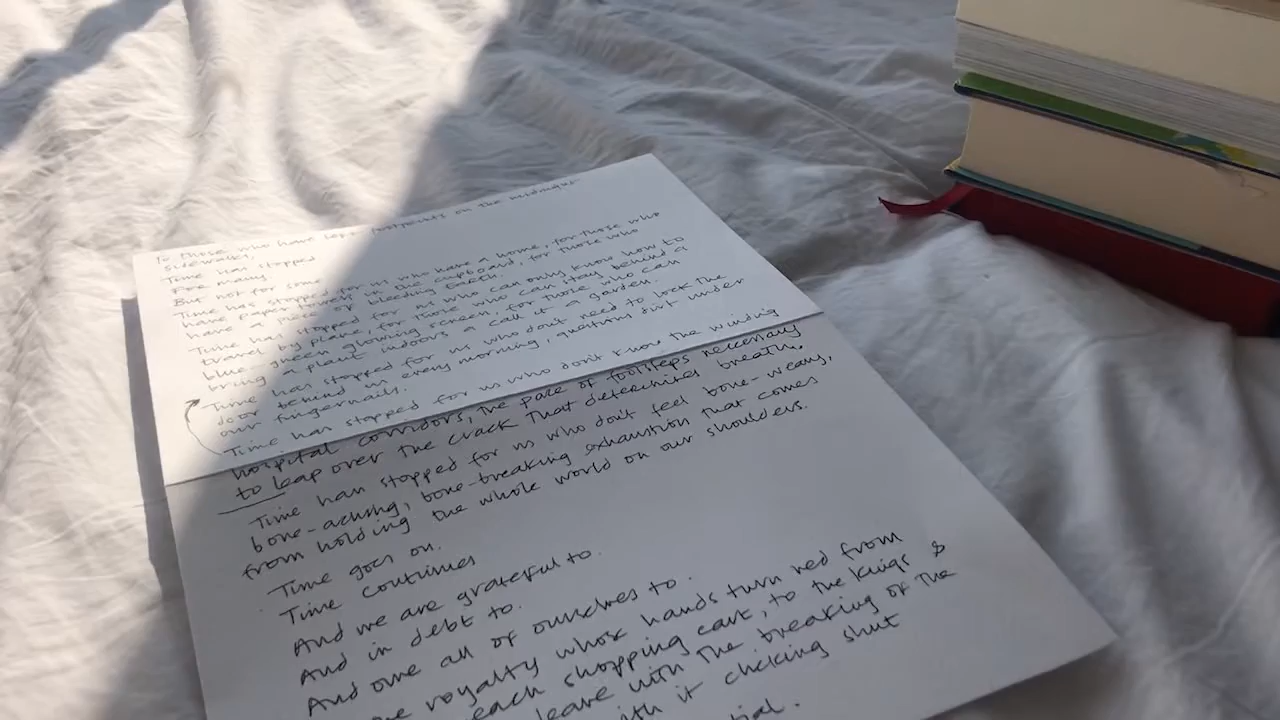 To those who have left footprints on the
sidewalks,
Time has stopped
For many.
But not for some, for us who have a home, for those who
have paper towels in the cupboard, for those who
have a piece of bleeding Earth.
Time has stopped for us who can only know how to
travel by plane, for those who can stay behind a
blue green glowing screen, for those who can
bring a plant indoors & call it a garden.
Time has stopped for us who don't need to lock the
door behind us every morning, quarters dirt under
our fingernails.
Time has stopped for us who don't know the winding
hospital corridors, the pace of footsteps necessary
to leap over the crack that determines breath.
Time has stopped for us who don't feel bone-weary,
bone-aching, bone-breaking exhaustion that comes
from holding the whole world on our shoulders.
Time goes on.
Time continues
And we are grateful to.
And in debt to.
And owe all of ourselves to.
royalty whose hands turn red from
each shopping cart, to the kings &
leave with the breaking of the
with it clicking shut